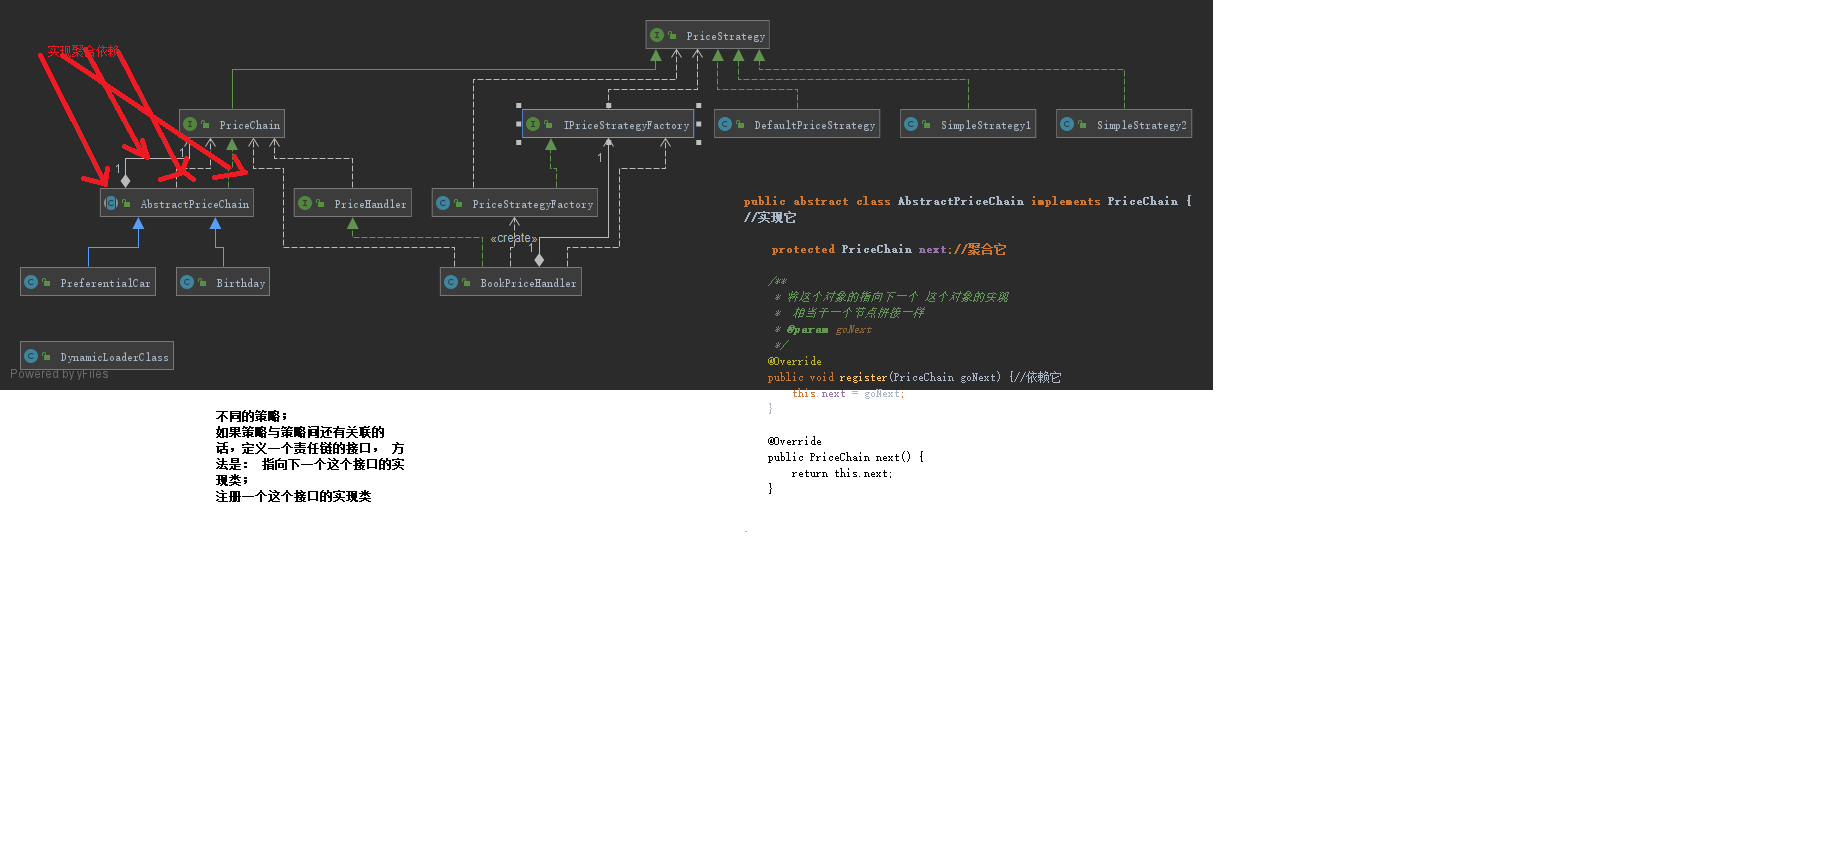 PriceStrategy
实现聚合依赖
PriceChain
IPriceStrategyFactory
DefaultPriceStrategy
SimpleStrategy1
SimpleStrategy2
1
1
1
AbstractPriceChain
PriceHandler
PriceStrategyFactory
«create»
1
PreferentialCar
Birthday
BookPriceHandler
DynamicLoaderClass
Powered by yFiles
public abstract class AbstractPriceChain implements PriceChain {
//实现它
protected PriceChain next;//聚合它
/**
* 将这个对象的指向下一个 这个对象的实现
* 相当于一个节点拼接一样
* @param goNext
*/
@Override
public void register(PriceChain goNext) {//依赖它
this.next = goNext;
}
@Override
public PriceChain next() {
return this.next;
}
不同的策略;
如果策略与策略间还有关联的
话，定义一个责任链的接口， 方
法是： 指向下一个这个接口的实
现类;
注册一个这个接口的实现类